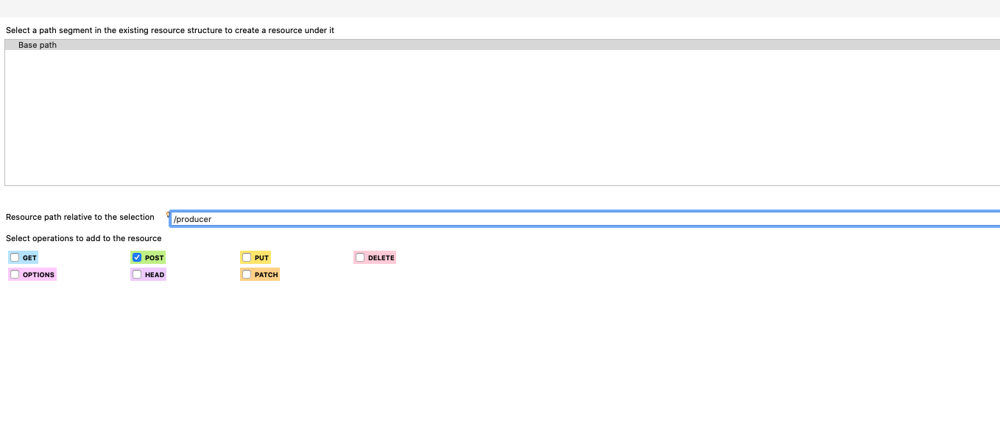 Select a path segment in the existing resource structure to create a resource under it
Base path
Resource path relative to the selection /producer
Select operations to add to the resource
GET POST PUT DELETE
OPTIONS HEAD PATCH